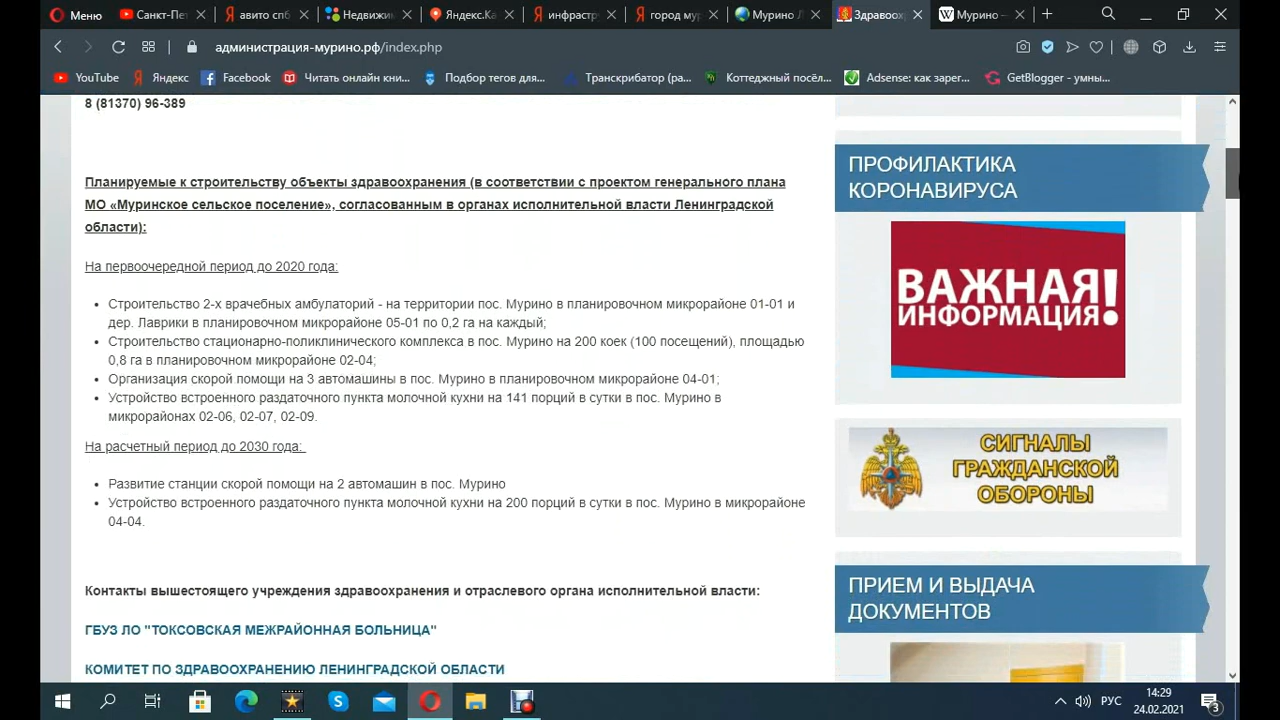 Меню
Санкт-Пет
авито спб
Недвижи
Яндекс.Ка
инфрастр
город мур
Мурино Л
Здравоох
Мурино —
администрация-мурино.рф/index.php
YouTube
Яндекс
Facebook
Читать онлайн кни...
Подбор тегов для...
Транскрибатор (ра...
Коттеджный посёл...
Adsense: как зарег...
GetBlogger - умны...
8 (81370) 96-389
Планируемые к строительству объекты здравоохранения (в соответствии с проектом генерального плана
МО «Муринское сельское поселение», согласованным в органах исполнительной власти Ленинградской
области):
На первоочередной период до 2020 года:
• Строительство 2-х врачебных амбулаторий - на территории пос. Мурино в планировочном микрорайоне 01-01 и
дер. Лаврики в планировочном микрорайоне 05-01 по 0,2 га на каждый;
• Строительство стационарно-поликлинического комплекса в пос. Мурино на 200 коек (100 посещений), площадью
0,8 га в планировочном микрорайоне 02-04;
• Организация скорой помощи на 3 автомашины в пос. Мурино в планировочном микрорайоне 04-01;
• Устройство встроенного раздаточного пункта молочной кухни на 141 порций в сутки в пос. Мурино в
микрорайонах 02-06, 02-07, 02-09.
На расчетный период до 2030 года:
• Развитие станции скорой помощи на 2 автомашин в пос. Мурино
• Устройство встроенного раздаточного пункта молочной кухни на 200 порций в сутки в пос. Мурино в микрорайоне
04-04.
Контакты вышестоящего учреждения здравоохранения и отраслевого органа исполнительной власти:
ГБУЗ ЛО "ТОКСОВСКАЯ МЕЖРАЙОННАЯ БОЛЬНИЦА"
КОМИТЕТ ПО ЗДРАВООХРАНЕНИЮ ЛЕНИНГРАДСКОЙ ОБЛАСТИ
ПРОФИЛАКТИКА
КОРОНАВИРУСА
ВАЖНАЯ
ИНФОРМАЦИЯ!
СИГНАЛЫ
ГРАЖДАНСКОЙ
ОБОРОНЫ
ПРИЕМ И ВЫДАЧА
ДОКУМЕНТОВ
РУС
14:29
24.02.2021
3